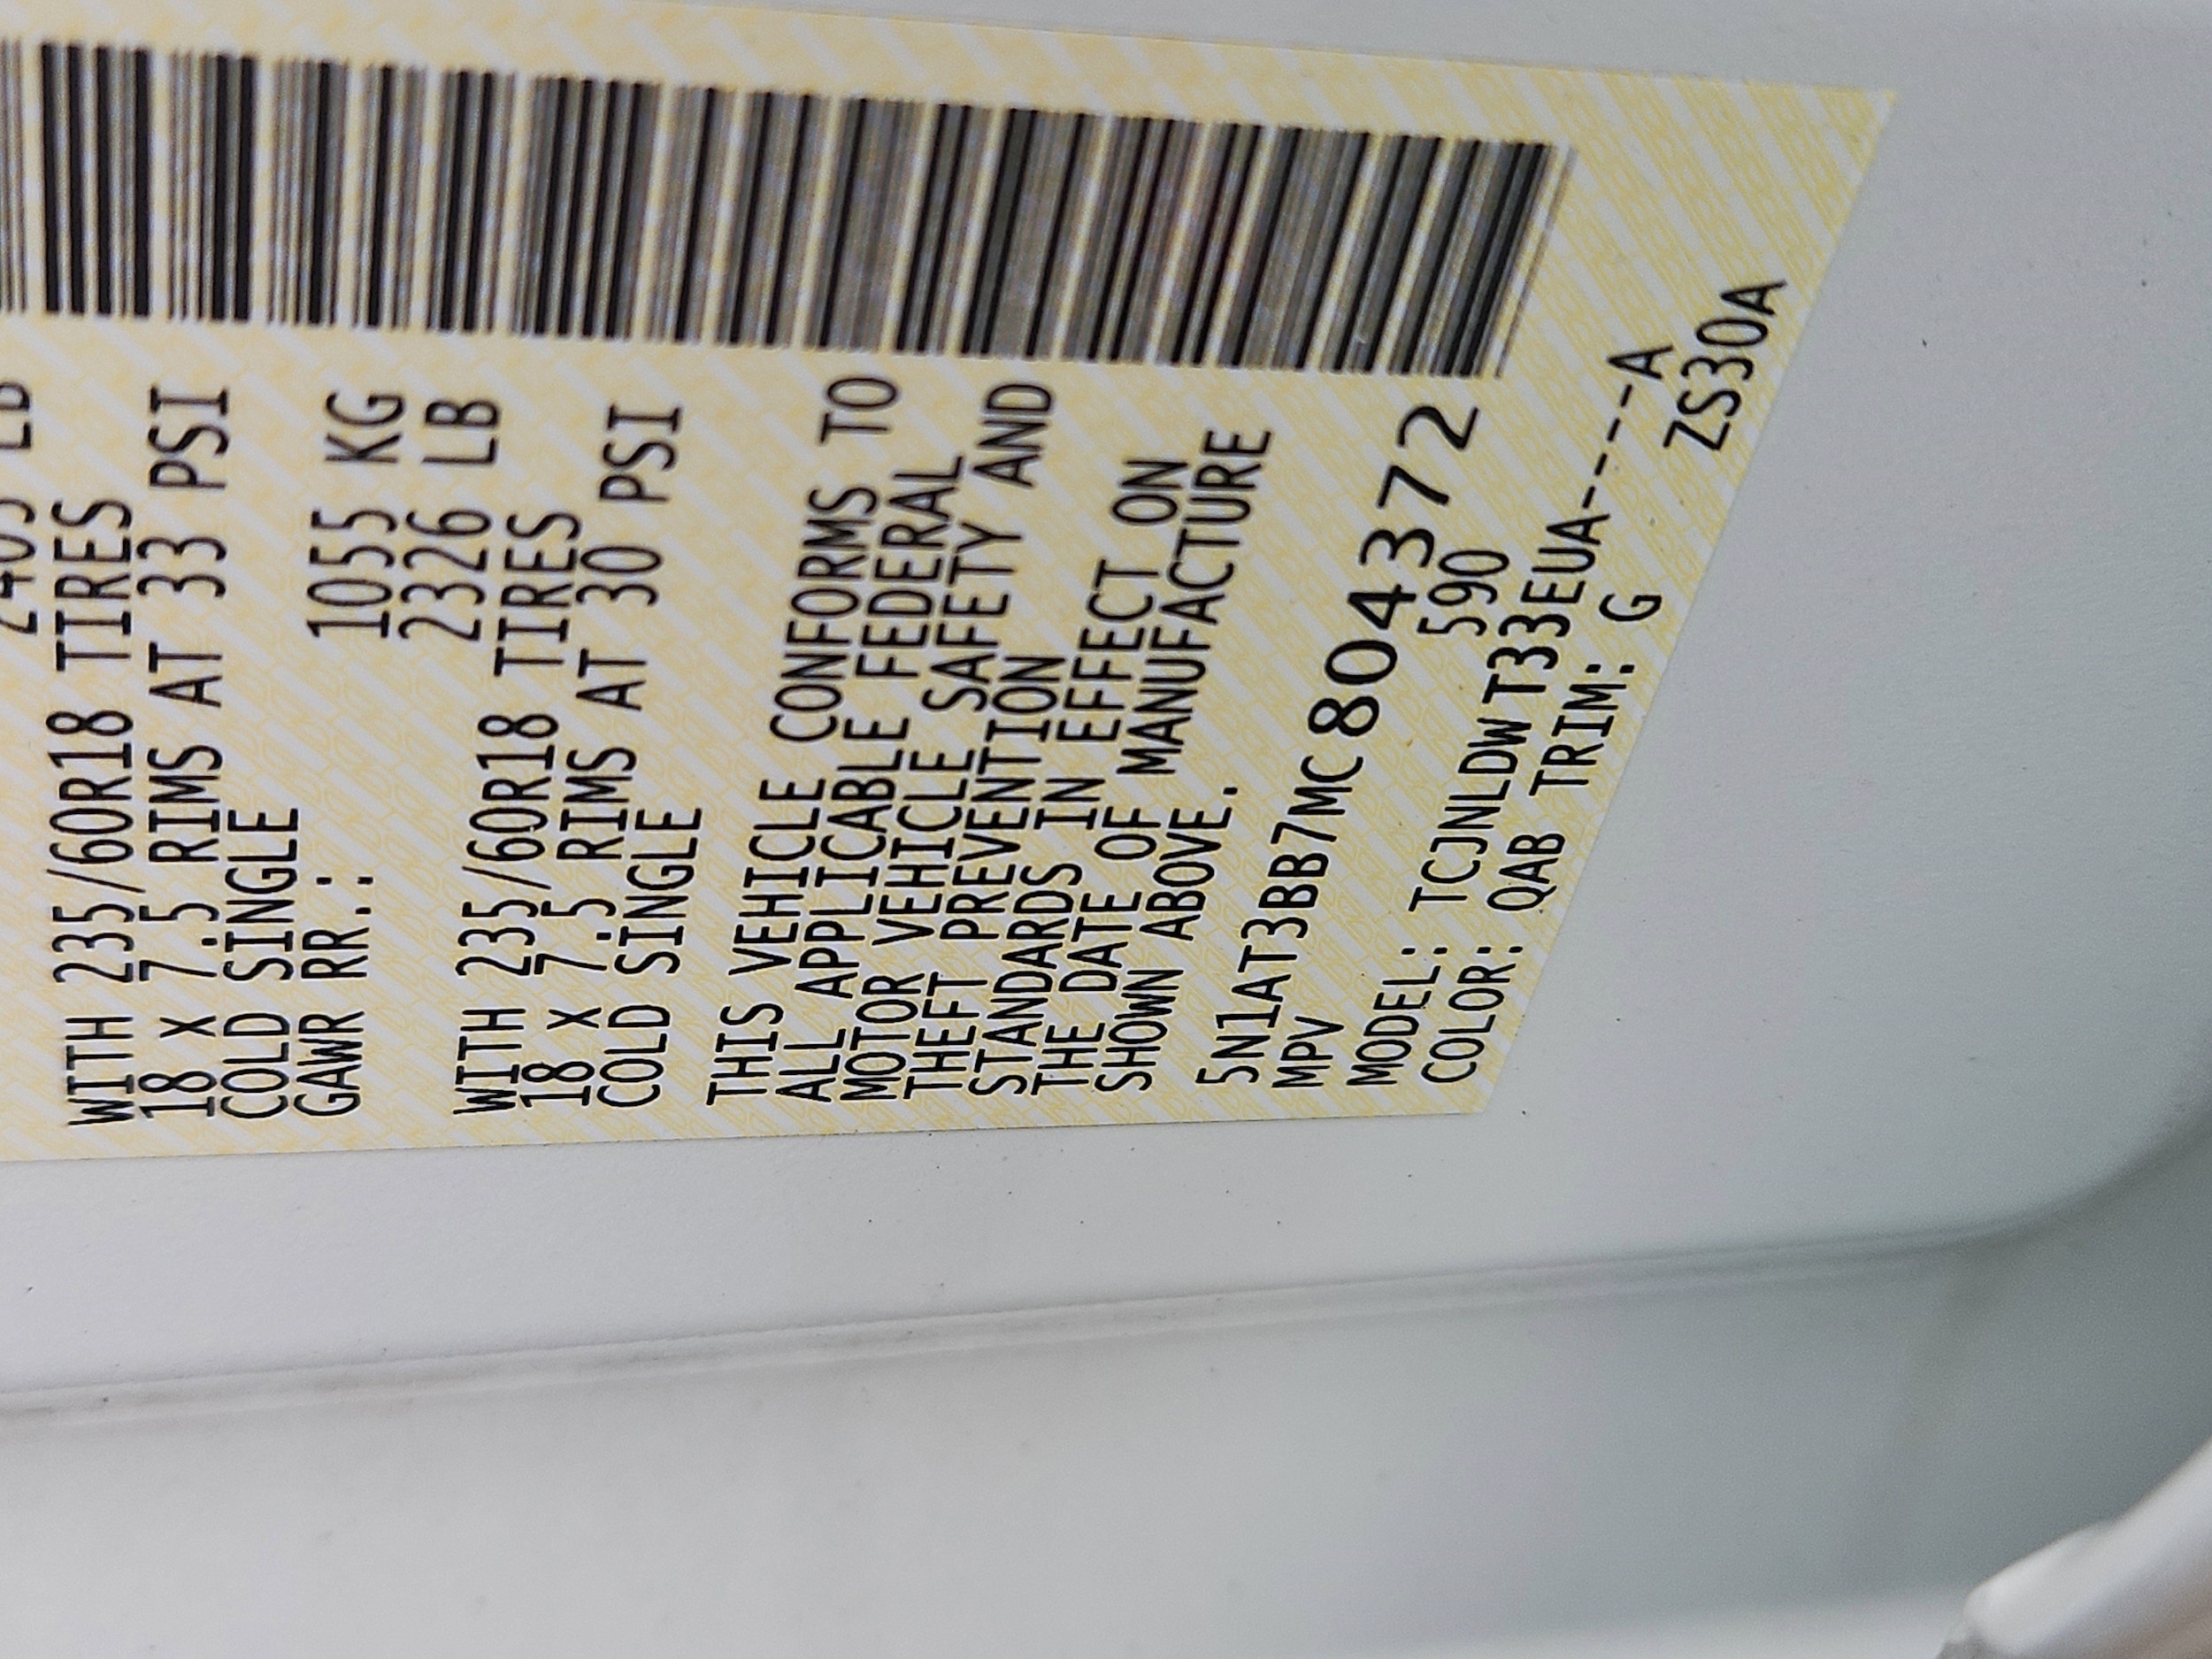 WITH 235/60R18 TIRES
18 x 7.5 RIMS AT 33 PSI
COLD SINGLE
GAWR RR.: 1055 KG
2326 LB
WITH 235/60R18 TIRES
18 x 7.5 RIMS AT 30 PSI
COLD SINGLE
THIS VEHICLE CONFORMS TO
ALL APPLICABLE FEDERAL
MOTOR VEHICLE SAFETY AND
THEFT PREVENTION
STANDARDS IN EFFECT ON
THE DATE OF MANUFACTURE
SHOWN ABOVE.
5N1AT3BB7MC804372
MPV 590
MODEL: TCJNLDWT33EUA-----A
COLOR: QAB TRIM: G ZS30A